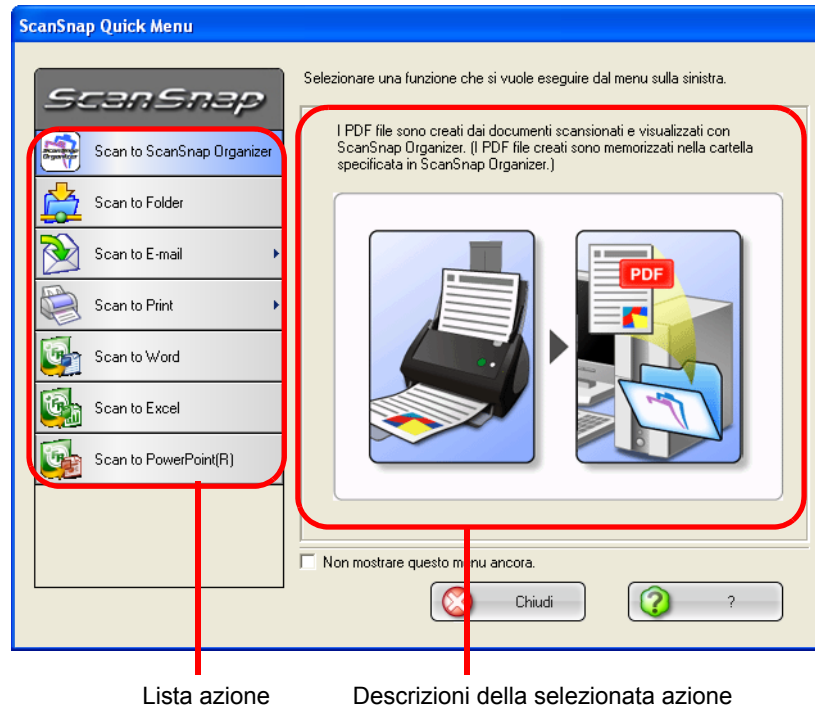 ScanSnap Quick Menu
ScanSnap
Selezionare una funzione che si vuole eseguire dal menu sulla sinistra.
Scan to ScanSnap Organizer
Scan to Folder
Scan to E-mail
Scan to Print
Scan to Word
Scan to Excel
Scan to PowerPoint(R)
I PDF file sono creati dai documenti scansionati e visualizzati con
ScanSnap Organizer. (I PDF file creati sono memorizzati nella cartella
specificata in ScanSnap Organizer.)
PDF
Non mostrare questo menu ancora.
Chiudi
?
Lista azione
Descrizioni della selezionata azione